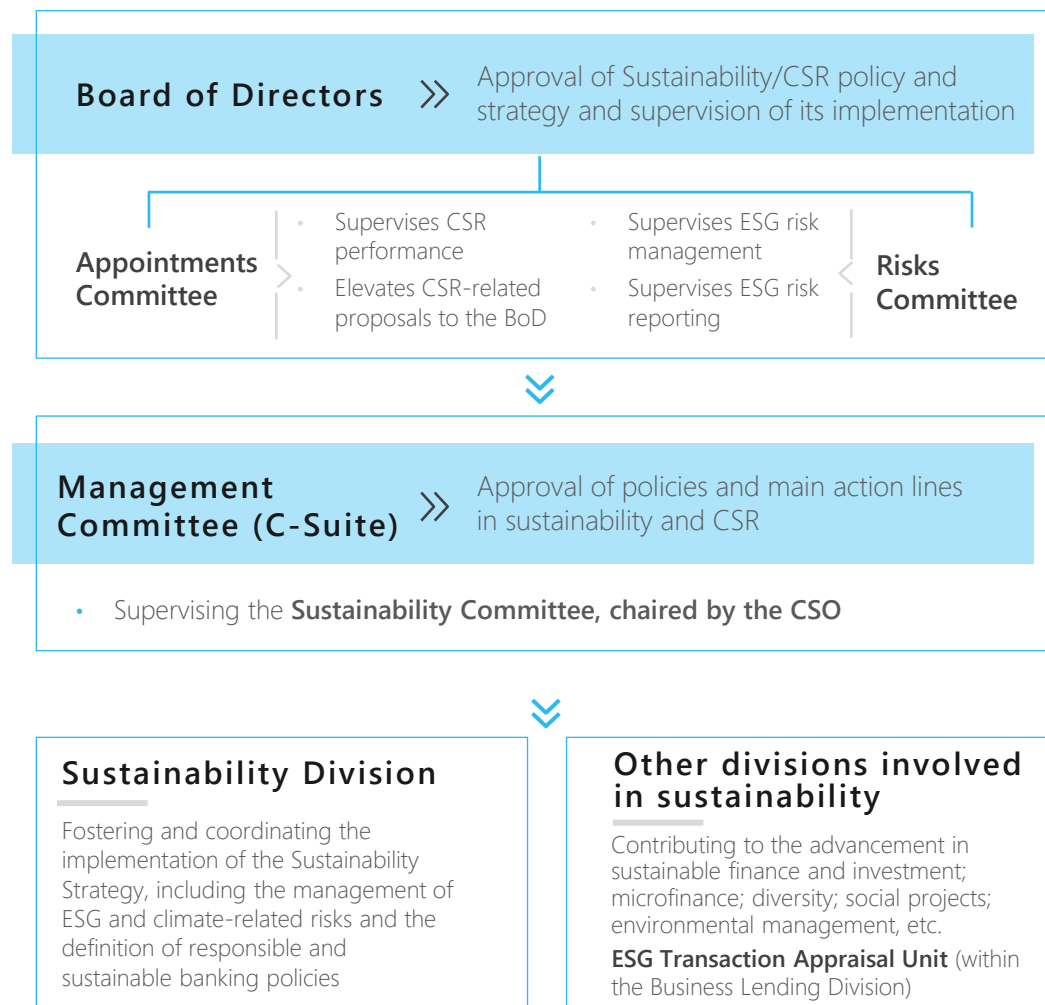 Board of Directors
Approval of Sustainability/CSR policy and
strategy and supervision of its implementation
Appointments
Committee
• Supervises CSR
performance
• Elevates CSR-related
proposals to the BoD
• Supervises ESG risk
management
• Supervises ESG risk
reporting
Risks
Committee
Management
Committee (C-Suite)
Approval of policies and main action lines
in sustainability and CSR
• Supervising the Sustainability Committee, chaired by the CSO
Sustainability Division
Fostering and coordinating the
implementation of the Sustainability
Strategy, including the management of
ESG and climate-related risks and the
definition of responsible and
sustainable banking policies
Other divisions involved
in sustainability
Contributing to the advancement in
sustainable finance and investment;
microfinance; diversity; social projects;
environmental management, etc.
ESG Transaction Appraisal Unit (within
the Business Lending Division)